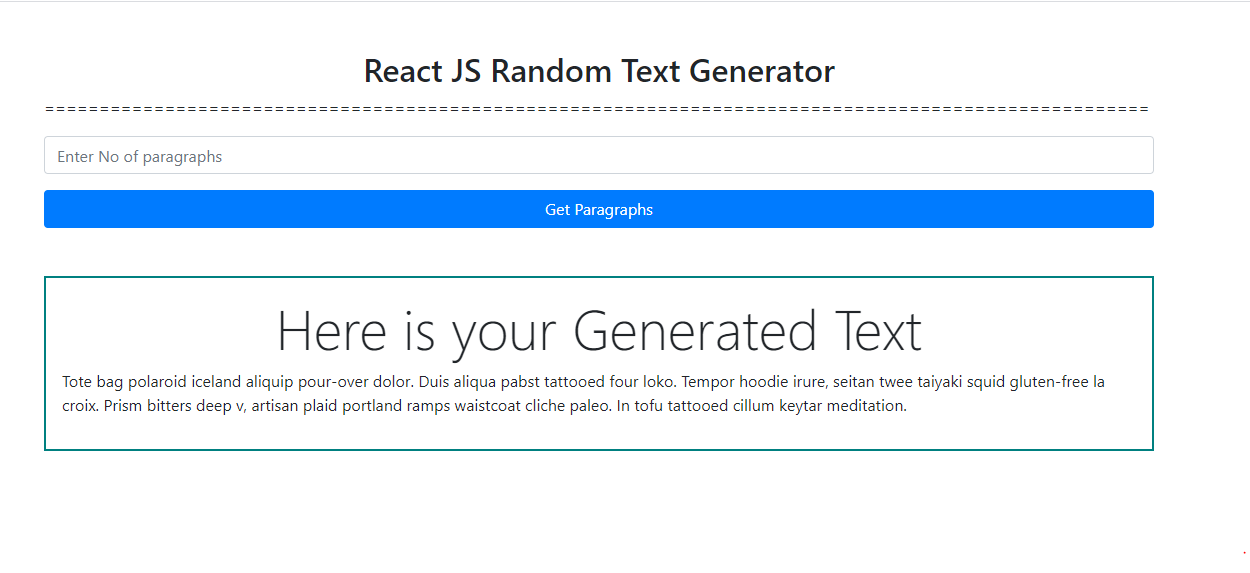 React JS Random Text Generator
=====================================================================================================
Enter No of paragraphs
Get Paragraphs
Here is your Generated Text
Tote bag polaroid iceland aliquip pour-over dolor. Duis aliqua pabst tattooed four loko. Tempor hoodie irure, seitan twee taiyaki squid gluten-free la
croix. Prism bitters deep v, artisan plaid portland ramps waistcoat cliche paleo. In tofu tattooed cillum keytar meditation.